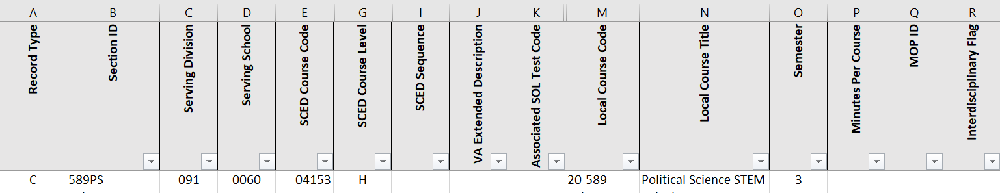 A B C D E G I J K M N O P Q R
Record Type Section ID Serving Division Serving School SCED Course Code SCED Course Level SCED Sequence VA Extended Description Associated SOL Test Code Local Course Code Local Course Title Semester Minutes Per Course MOP ID Interdisciplinary Flag
C 589PS 091 0060 04153 H 20-589 Political Science STEM 3